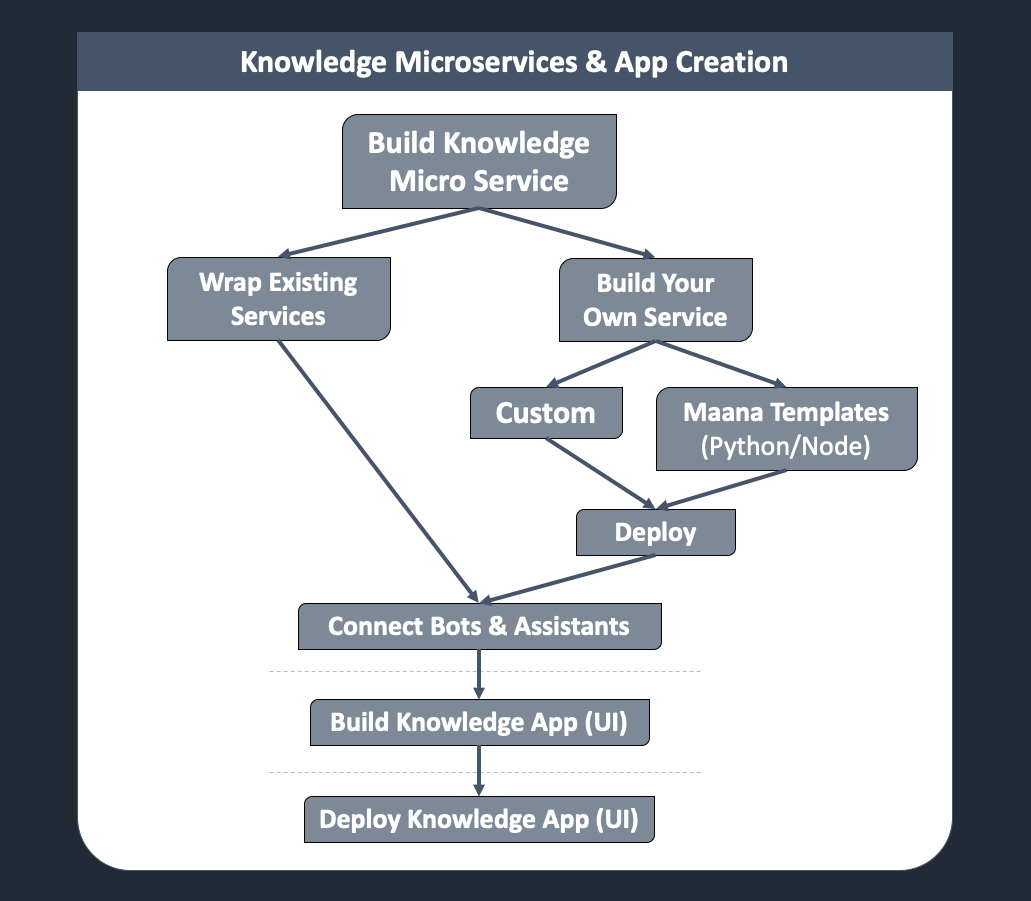 Knowledge Microservices & App Creation
Build Knowledge
Micro Service
Wrap Existing
Services
Build Your
Own Service
Custom
Maana Templates
(Python/Node)
Deploy
Connect Bots & Assistants
Build Knowledge App (UI)
Deploy Knowledge App (UI)